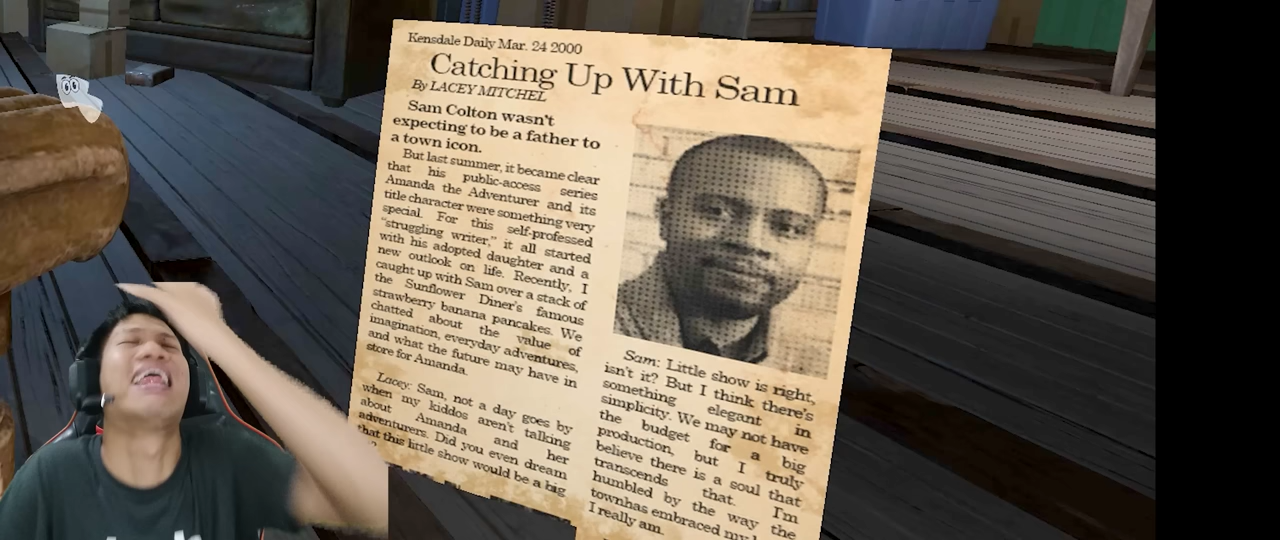 Kensdale Daily Mar. 24 2000
Catching Up With Sam
By LACEY MITCHEL
Sam Colton wasn't
expecting to be a father to
a town icon.
But last summer, it became clear
that his public-access series
Amanda the Adventurer and its
title character were something very
special. For this self-professed
"struggling writer," it all started
with his adopted daughter and a
new outlook on life. Recently, I
caught up with Sam over a stack of
the Sunflower Diner's famous
strawberry banana pancakes. We
chatted about the value of
imagination, everyday adventures,
and what the future may have in
store for Amanda.
Lacey: Sam, not a day goes by
when my kiddos aren't talking
about Amanda and her
adventurers. Did you even dream
that this little show would be a big
Sam: Little show is right,
isn't it? But I think there's
something elegant in
simplicity. We may not have
the budget for a big
production, but I truly
believe there is a soul that
transcends that. I'm
humbled by the way the
townhas embraced my
I really am.